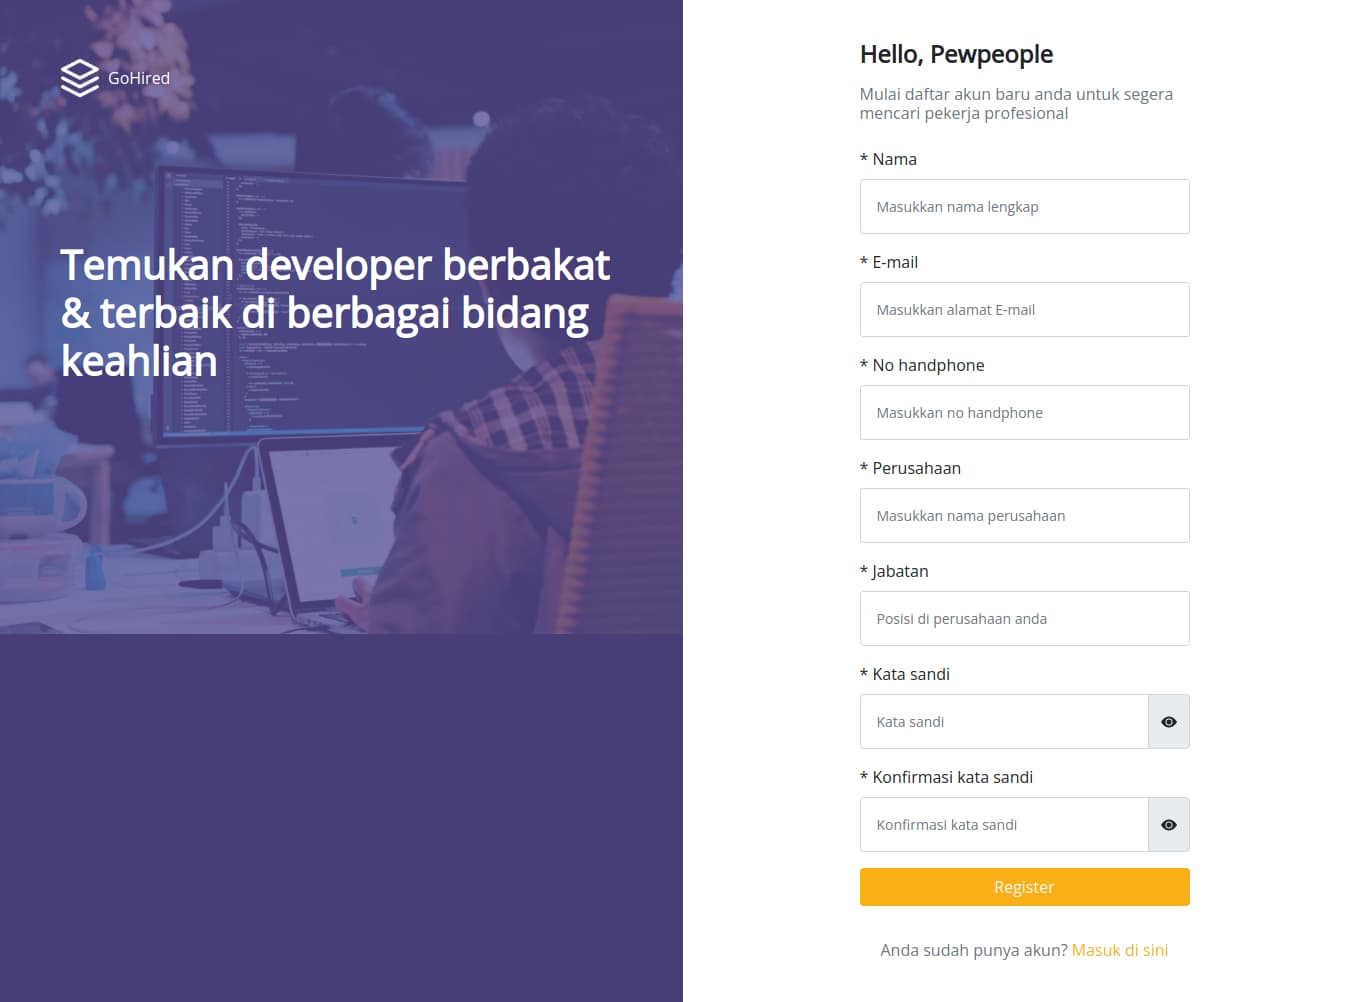 GoHired
Temukan developer berbakat
& terbaik di berbagai bidang
keahlian
Hello, Pewpeople
Mulai daftar akun baru anda untuk segera
mencari pekerja profesional
* Nama
Masukkan nama lengkap
* E-mail
Masukkan alamat E-mail
* No handphone
Masukkan no handphone
* Perusahaan
Masukkan nama perusahaan
* Jabatan
Posisi di perusahaan anda
* Kata sandi
Kata sandi
* Konfirmasi kata sandi
Konfirmasi kata sandi
Register
Anda sudah punya akun? Masuk di sini